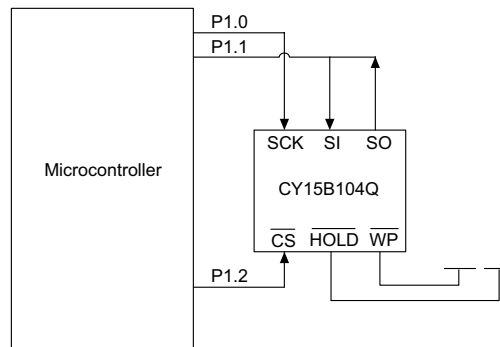 P1.0
P1.1
SCK SI SO
Microcontroller
CY15B104Q
CS HOLD WP
P1.2